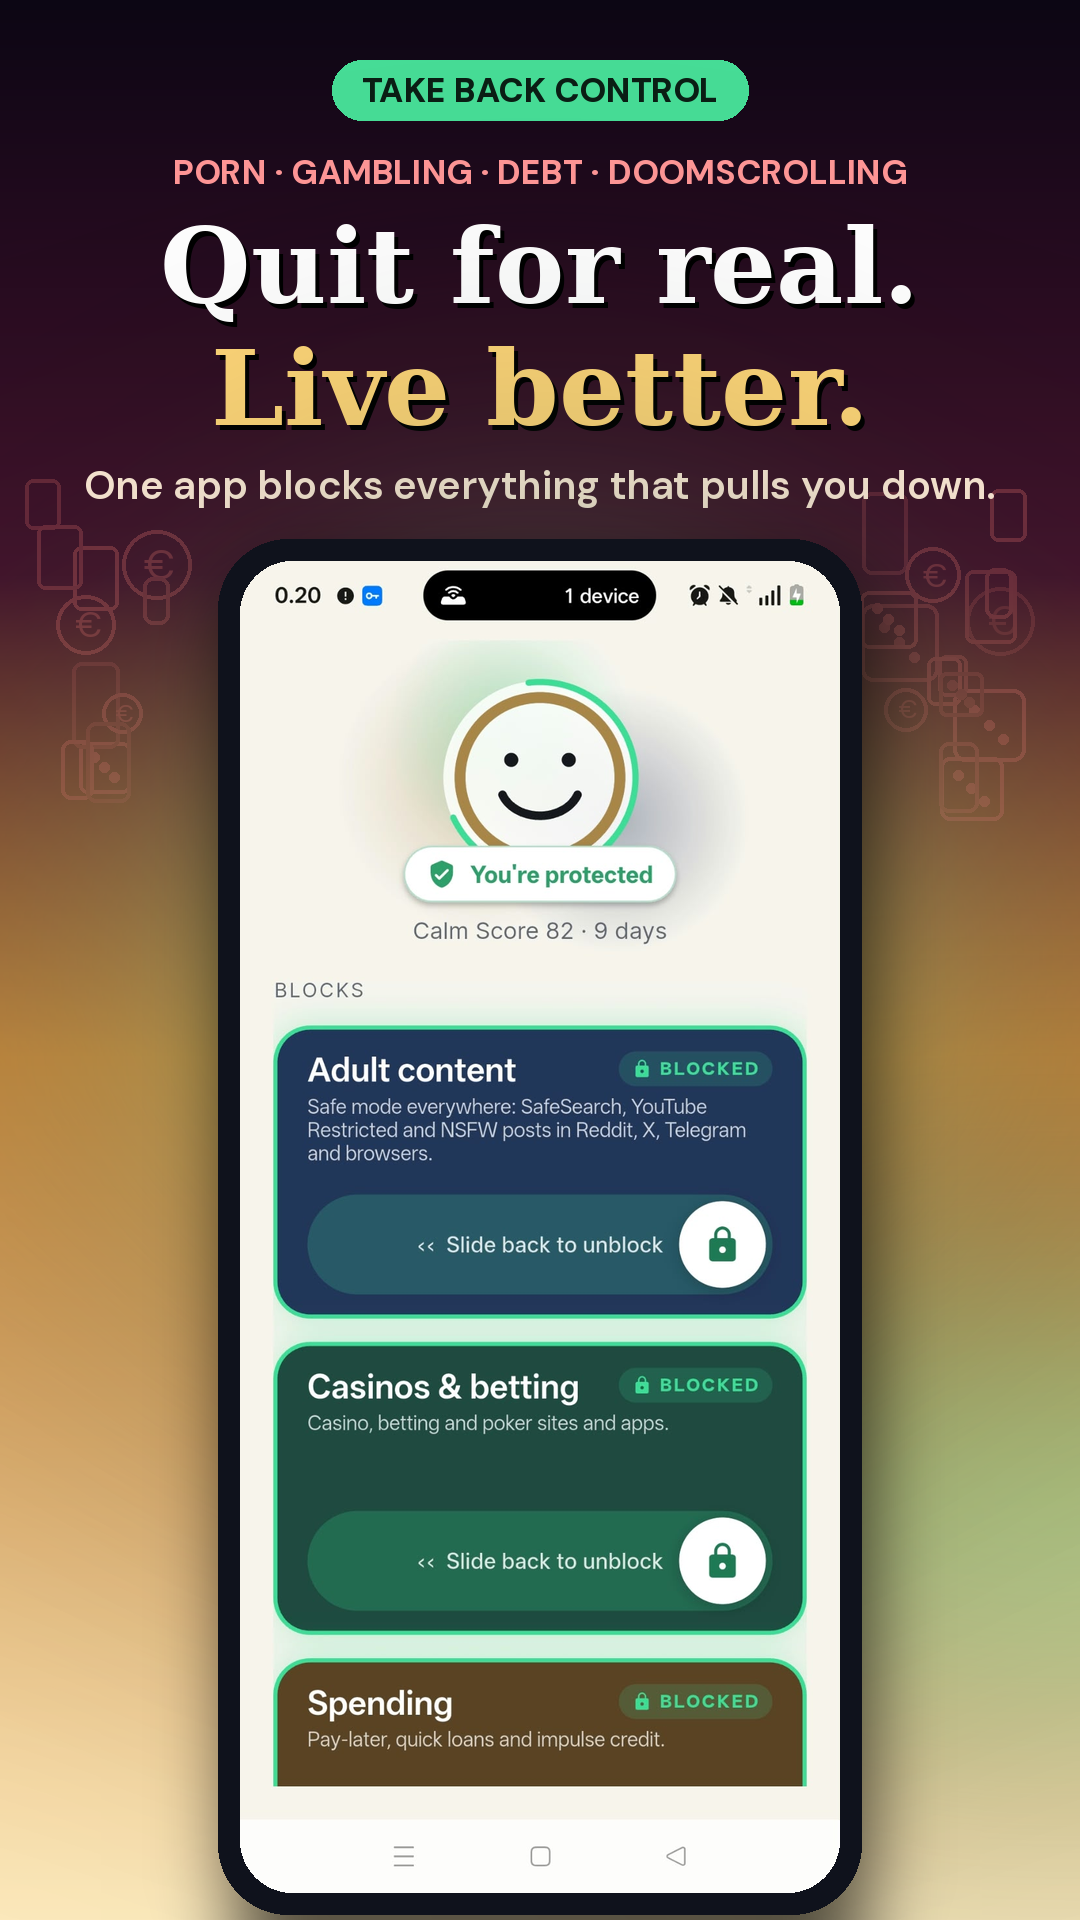 TAKE BACK CONTROL
PORN · GAMBLING · DEBT · DOOMSCROLLING
Quit for real.
Live better.
One app blocks everything that pulls you down.
0.20
1 device
You're protected
Calm Score 82 · 9 days
BLOCKS
Adult content
BLOCKED
Safe mode everywhere: SafeSearch, YouTube
Restricted and NSFW posts in Reddit, X, Telegram
and browsers.
‹‹ Slide back to unblock
Casinos & betting
BLOCKED
Casino, betting and poker sites and apps.
‹‹ Slide back to unblock
Spending
BLOCKED
Pay-later, quick loans and impulse credit.